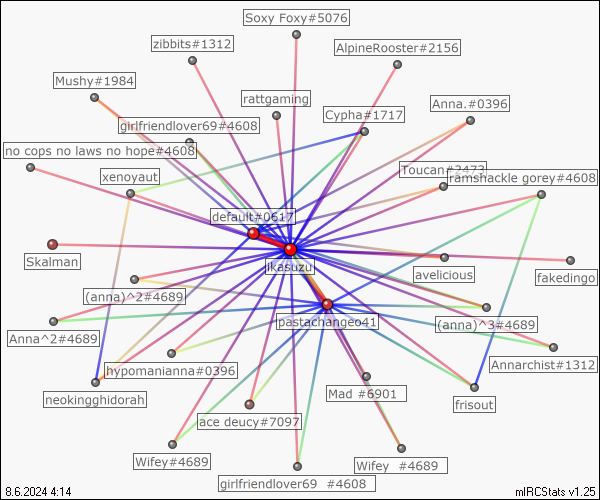 Soxy Foxy#5076
zibbits#1312
AlpineRooster#2156
Mushy#1984
rattgaming
Anna.#0396
Cypha#1717
girlfriendlover69#4608
no cops no laws no hope#4608
Toucan#2473
xenoyaut
ramshackle gorey#4608
default#0617
Skalman
ikasuzu
avelicious
fakedingo
(anna)^2#4689
pastachangeo41
(anna)^3#4689
Anna^2#4689
Annarchist#1312
hypomanianna#0396
neokingghidorah
Mad #6901
frisout
ace deucy#7097
Wifey#4689
Wifey #4689
girlfriendlover69 #4608
8.6.2024 4:14
mIRCStats v1.25